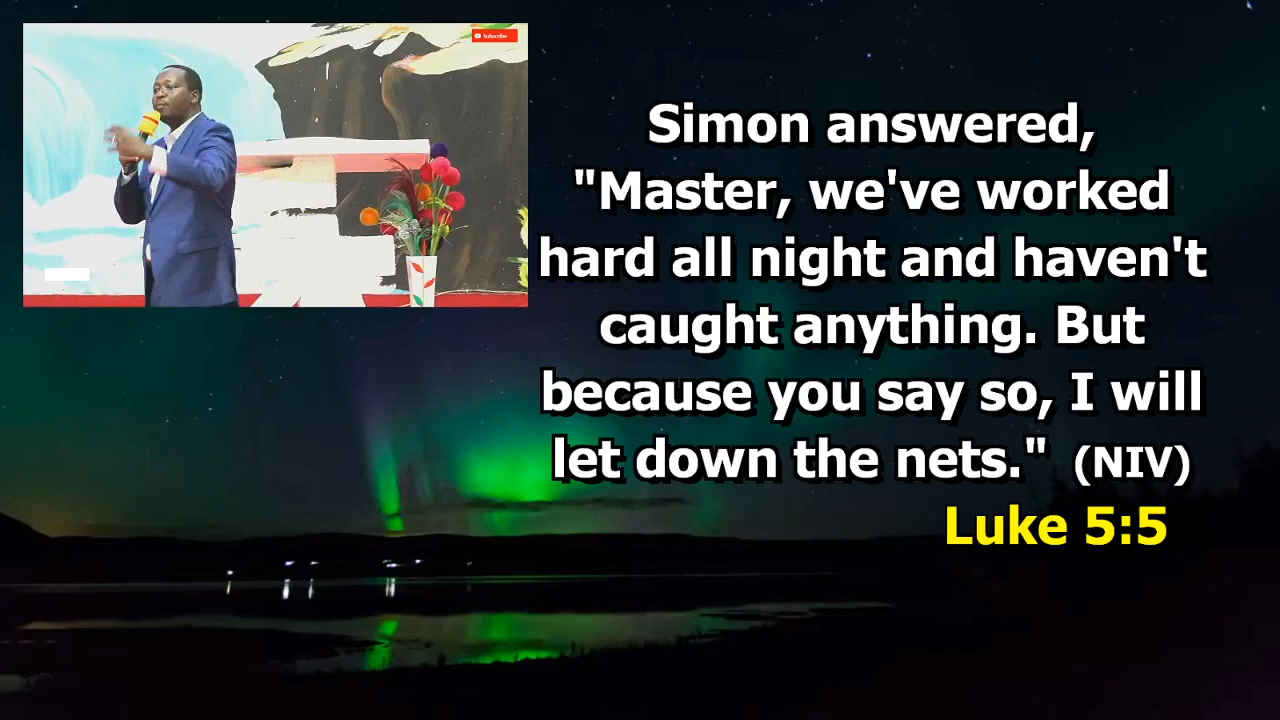 Subscribe
Simon answered,
"Master, we've worked
hard all night and haven't
caught anything. But
because you say so, I will
let down the nets." (NIV)
Luke 5:5